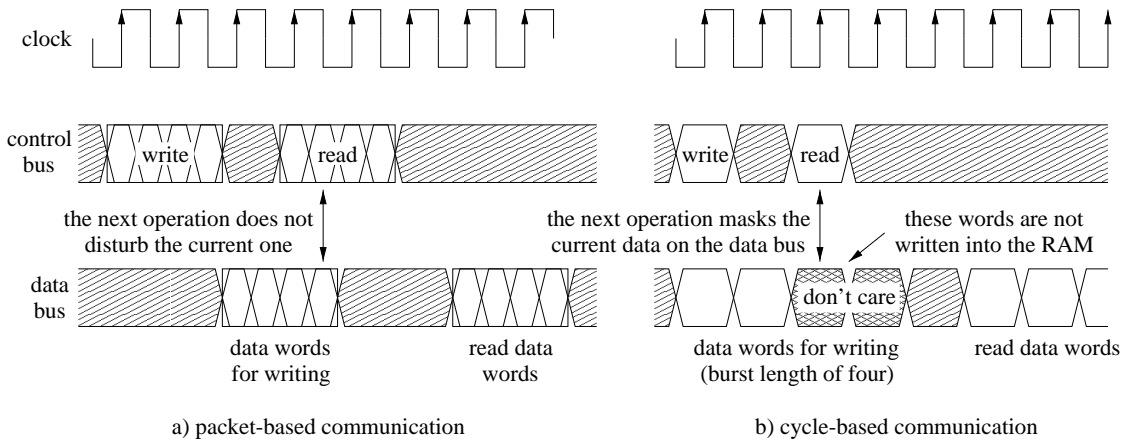 clock
control
bus
write
read
write
read
the next operation does not
disturb the current one
the next operation masks the
current data on the data bus
these words are not
written into the RAM
data
bus
don't care
data words
for writing
read data
words
data words for writing
(burst length of four)
read data words
a) packet-based communication
b) cycle-based communication